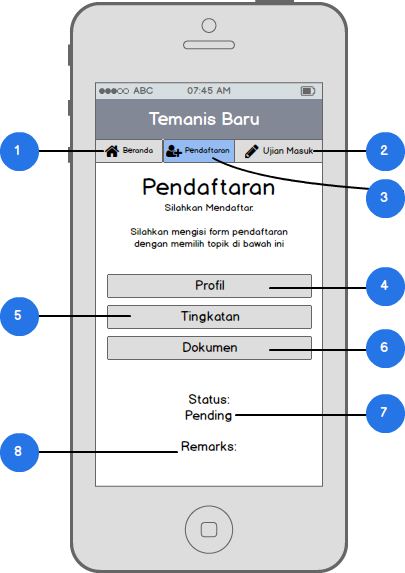 ABC 07:45 AM
Temanis Baru
1 Beranda Pendaftaran Ujian Masuk 2
3
Pendaftaran
Silahkan Mendaftar.
Silahkan mengisi form pendaftaran
dengan memilih topik di bawah ini
Profil 4
5 Tingkatan
Dokumen 6
Status:
Pending 7
8 Remarks: